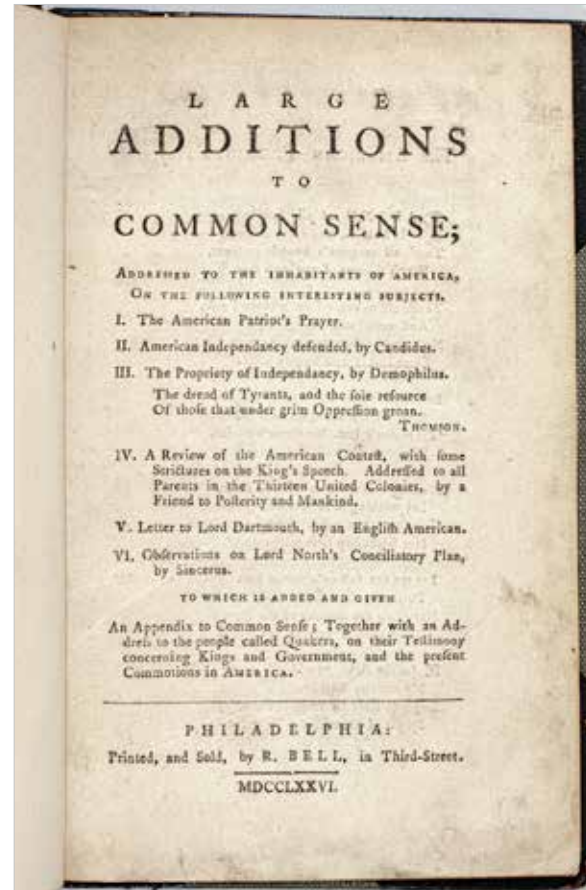 LARGE
ADDITIONS
TO
COMMON SENSE;
ADDRESSED TO THE INHABITANTS OF AMERICA,
ON THE FOLLOWING INTERESTING SUBJECTS.
I. The American Patriot's Prayer.
II. American Independancy defended, by Candidus.
III. The Propriety of Independancy, by Demophilus.
The dread of Tyrants, and the ſole reſource
Of thoſe that under grim Oppreſſion groan.
THOMSON.
IV. A Review of the American Conteſt, with ſome
Strictures on the King's Speech. Addreſſed to all
Parents in the Thirteen United Colonies, by a
Friend to Poſterity and Mankind.
V. Letter to Lord Dartmouth, by an Engliſh American.
VI. Obſervations on Lord North's Conciliatory Plan,
by Sincerus.
TO WHICH IS ADDED AND GIVEN
An Appendix to Common Senſe; Together with an Ad-
dreſs to the people called Quakers, on their Teſtimony
concerning Kings and Government, and the preſent
Commotions in AMERICA.
PHILADELPHIA:
Printed, and Sold, by R. BELL, in Third-Street.
MDCCLXXVI.